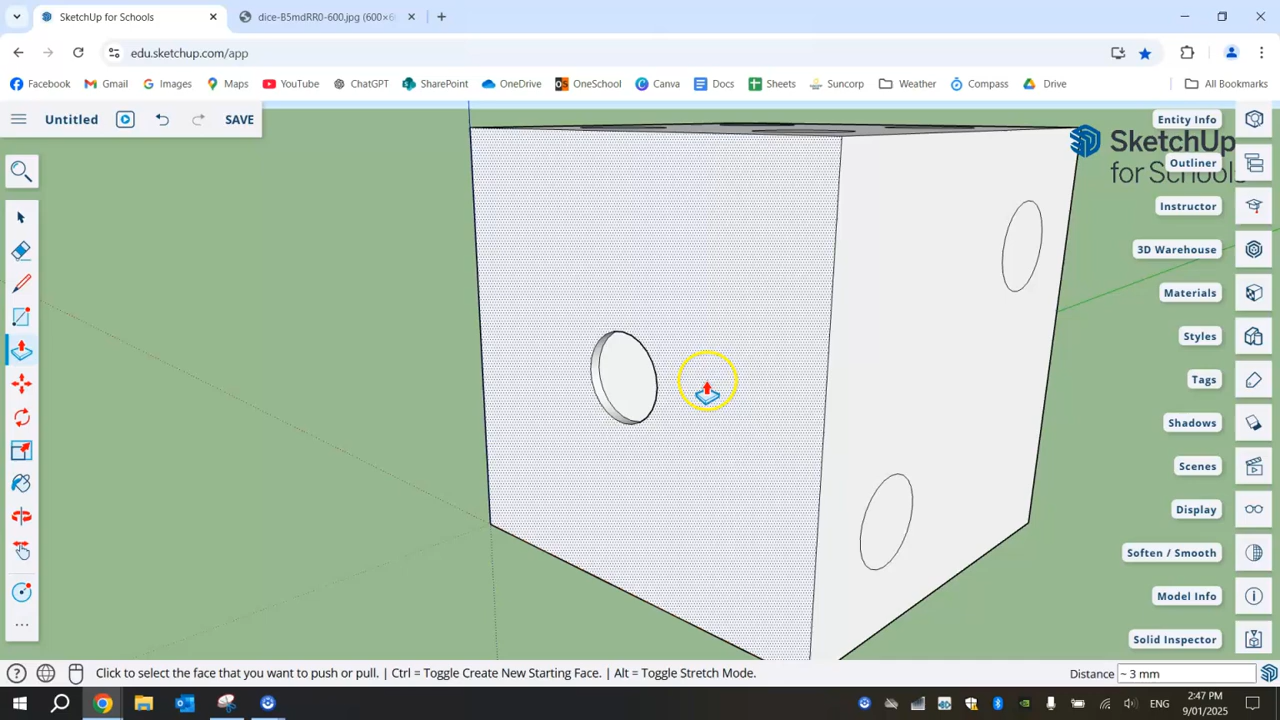 SketchUp for Schools
dice-B5mdRR0-600.jpg (600×6
edu.sketchup.com/app
Facebook
Gmail
Images
Maps
YouTube
ChatGPT
SharePoint
OneDrive
OneSchool
Canva
Docs
Sheets
Suncorp
Weather
Compass
Drive
All Bookmarks
Untitled
SAVE
SketchUp
for Schools
Entity Info
Outliner
Instructor
3D Warehouse
Materials
Styles
Tags
Shadows
Scenes
Display
Soften / Smooth
Model Info
Solid Inspector
Click to select the face that you want to push or pull. | Ctrl = Toggle Create New Starting Face. | Alt = Toggle Stretch Mode.
Distance ~ 3 mm
ENG
2:47 PM
9/01/2025